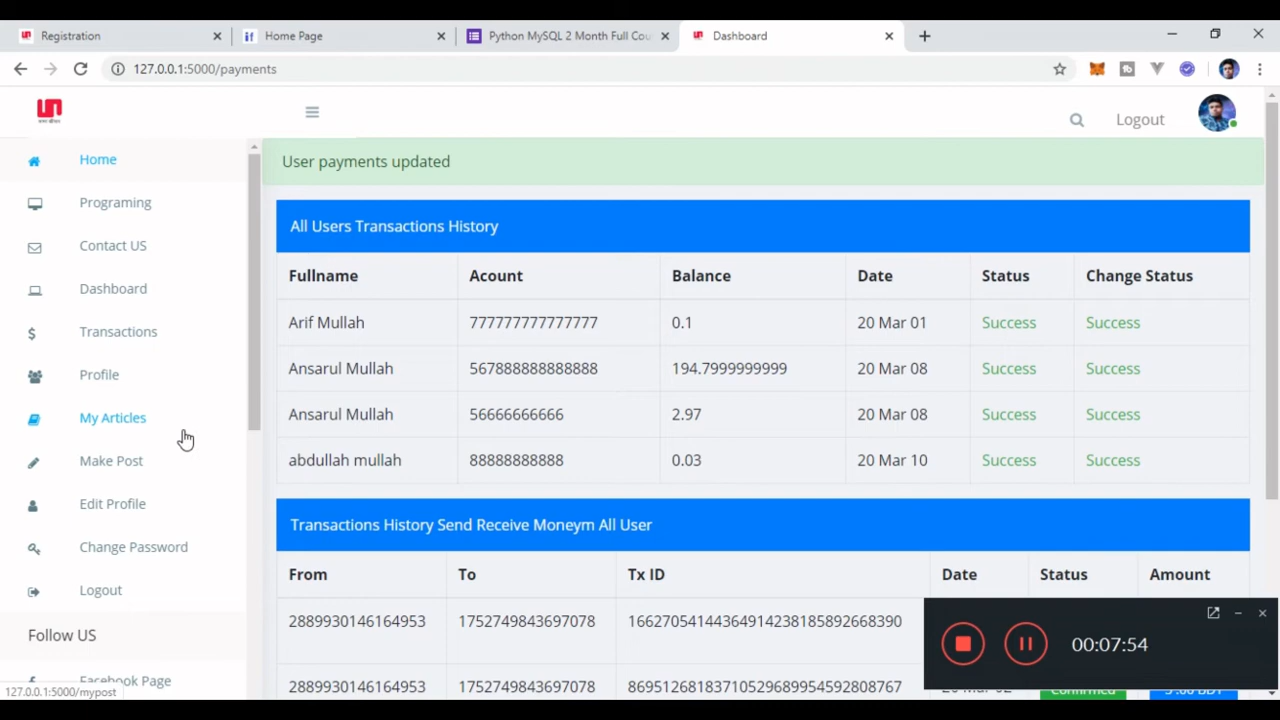 Registration
Home Page
Python MySQL 2 Month Full Cou
Dashboard
127.0.0.1:5000/payments
Logout
User payments updated
Home
Programing
Contact US
Dashboard
Transactions
Profile
My Articles
Make Post
Edit Profile
Change Password
Logout
Follow US
Facebook Page
All Users Transactions History
Fullname Acount Balance Date Status Change Status
Arif Mullah 777777777777777 0.1 20 Mar 01 Success Success
Ansarul Mullah 567888888888888 194.7999999999 20 Mar 08 Success Success
Ansarul Mullah 56666666666 2.97 20 Mar 08 Success Success
abdullah mullah 88888888888 0.03 20 Mar 10 Success Success
Transactions History Send Receive Moneym All User
From To Tx ID Date Status Amount
2889930146164953 1752749843697078 166270541443649142381858926683​90
2889930146164953 1752749843697078 86951268183710529689954592808767
00:07:54
127.0.0.1:5000/mypost